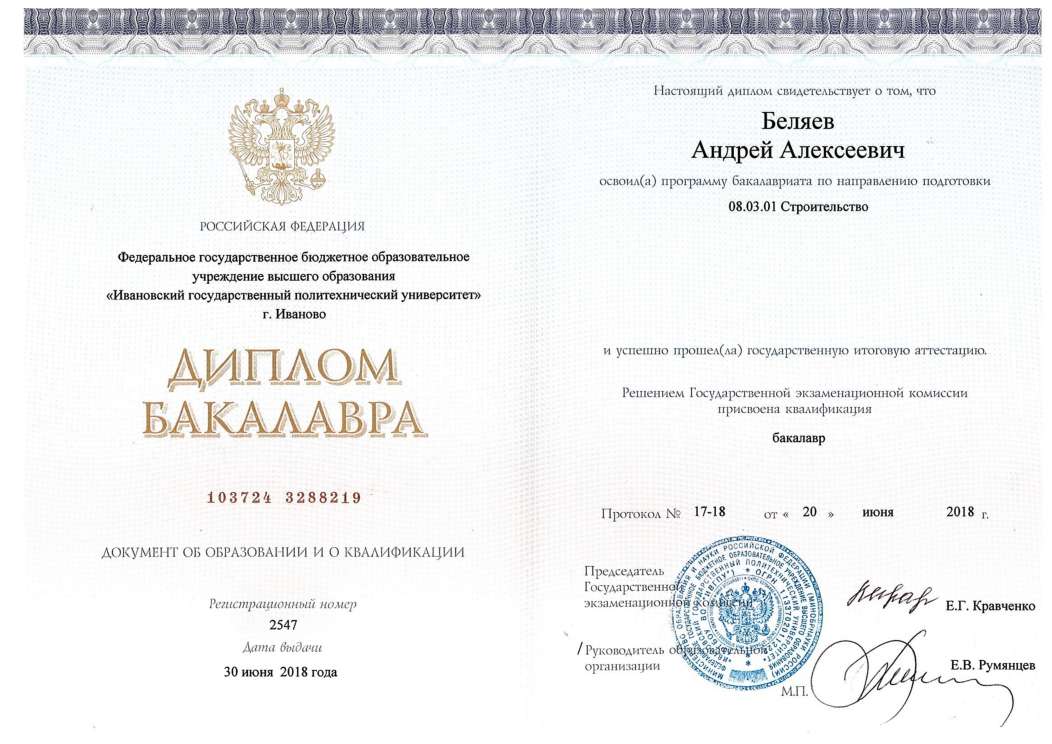 РОССИЙСКАЯ ФЕДЕРАЦИЯ
Федеральное государственное бюджетное образовательное
учреждение высшего образования
«Ивановский государственный политехнический университет»
г. Иваново
ДИПЛОМ
БАКАЛАВРА
103724 3288219
ДОКУМЕНТ ОБ ОБРАЗОВАНИИ И О КВАЛИФИКАЦИИ
Регистрационный номер
2547
Дата выдачи
30 июня 2018 года
Настоящий диплом свидетельствует о том, что
Беляев
Андрей Алексеевич
освоил(а) программу бакалавриата по направлению подготовки
08.03.01 Строительство
и успешно прошел(ла) государственную итоговую аттестацию.
Решением Государственной экзаменационной комиссии
присвоена квалификация
бакалавр
Протокол № 17-18 от « 20 » июня 2018 г.
Председатель
Государственной
экзаменационной комиссии
Е.Г. Кравченко
/ Руководитель образовательной
организации
Е.В. Румянцев
М.П.